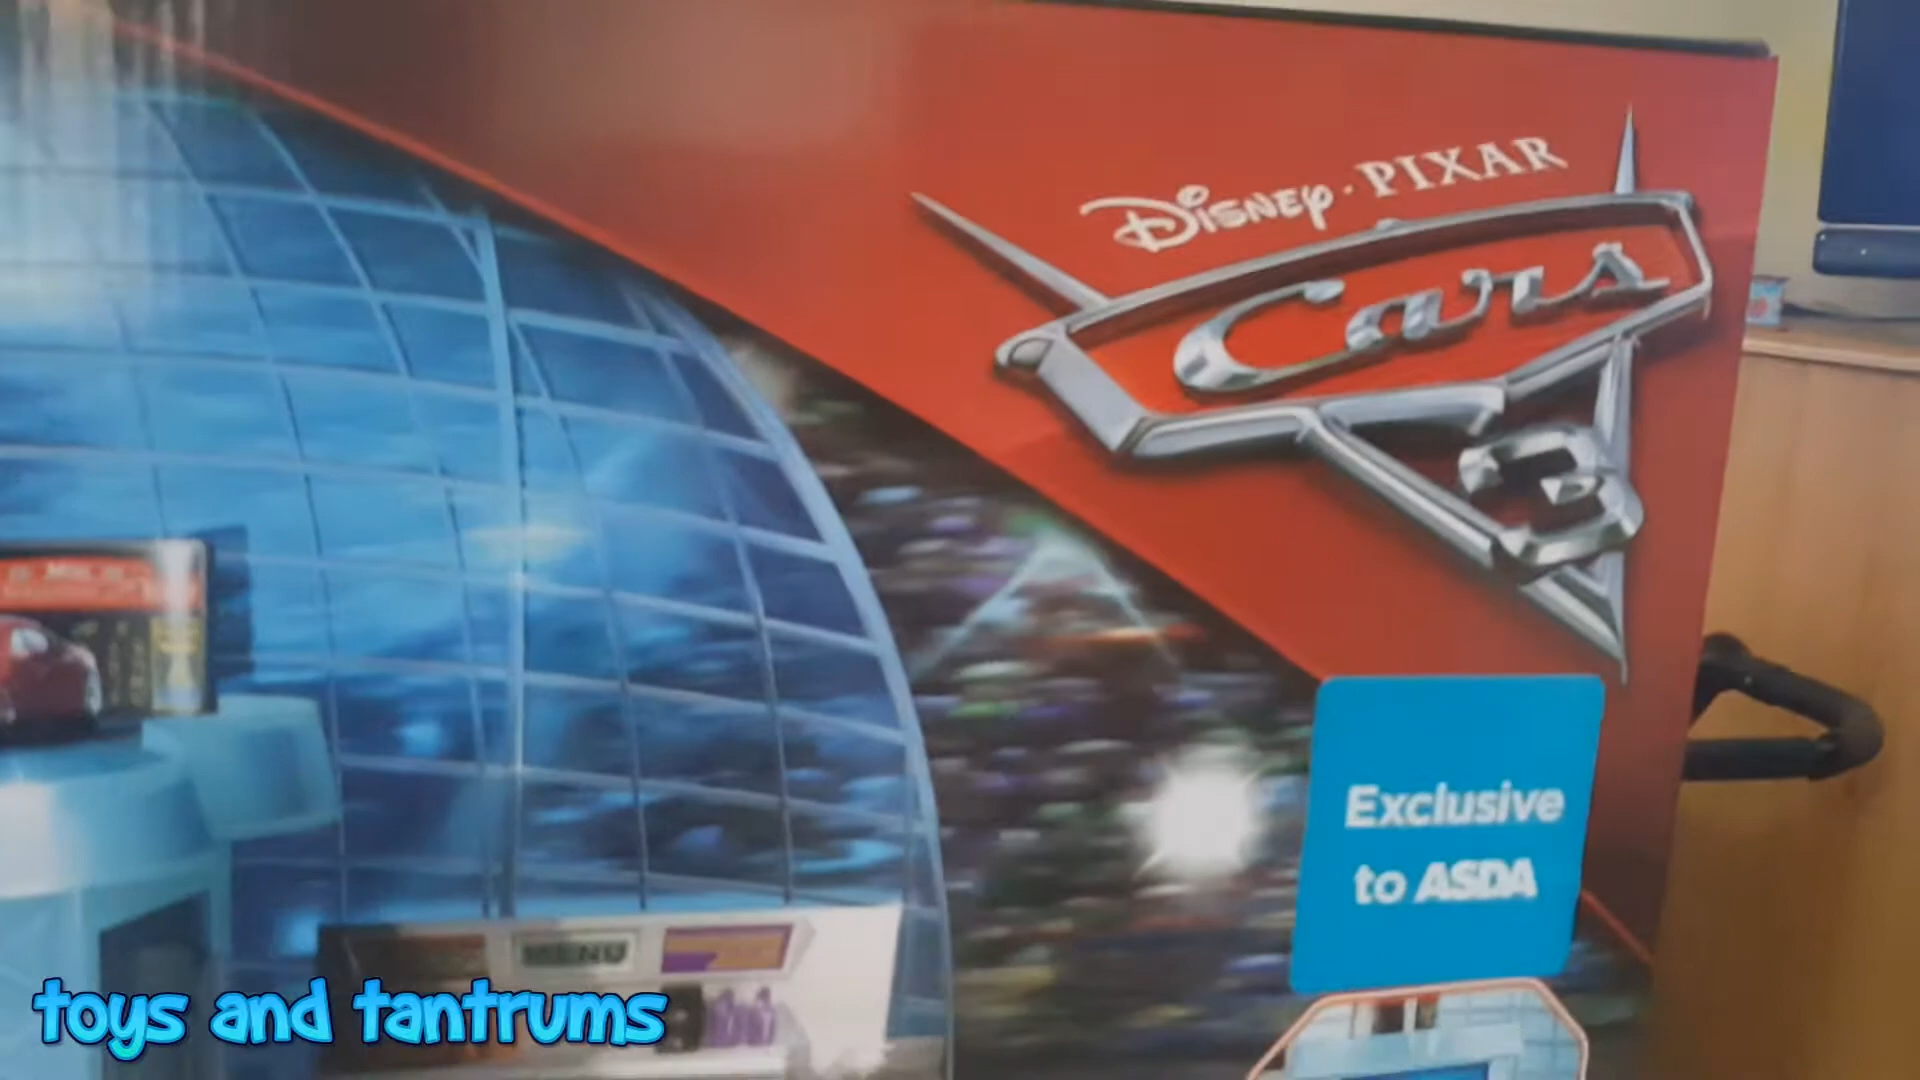 Disney · PIXAR
Cars
3
Exclusive
to ASDA
MENU
toys and tantrums